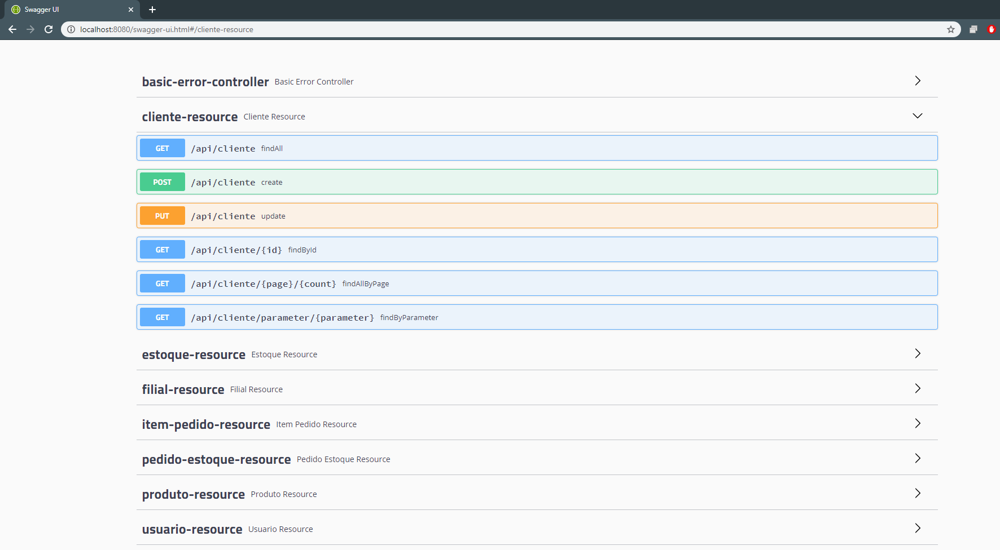 Swagger UI
localhost:8080/swagger-ui.html#/cliente-resource
basic-error-controller Basic Error Controller
cliente-resource Cliente Resource
GET /api/cliente findAll
POST /api/cliente create
PUT /api/cliente update
GET /api/cliente/{id} findById
GET /api/cliente/{page}/{count} findAllByPage
GET /api/cliente/parameter/{parameter} findByParameter
estoque-resource Estoque Resource
filial-resource Filial Resource
item-pedido-resource Item Pedido Resource
pedido-estoque-resource Pedido Estoque Resource
produto-resource Produto Resource
usuario-resource Usuario Resource